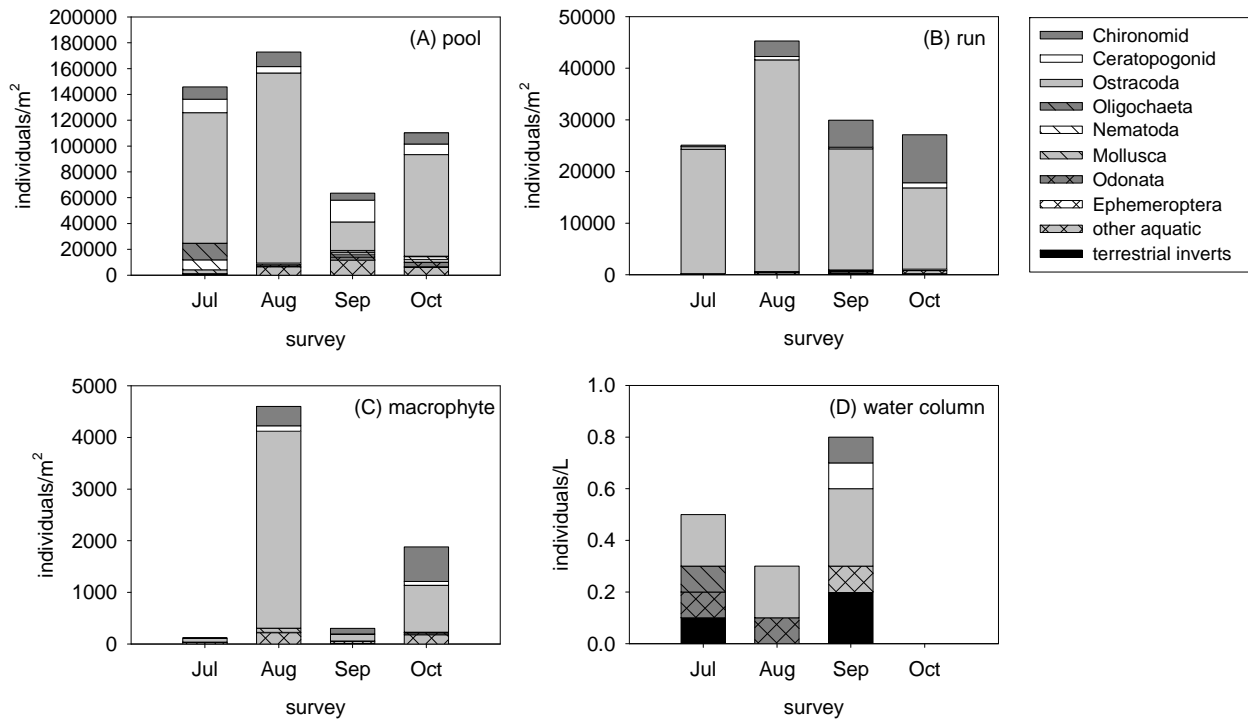 (A) pool
individuals/m²
200000
180000
160000
140000
120000
100000
80000
60000
40000
20000
0
Jul Aug Sep Oct
survey
(B) run
individuals/m²
50000
40000
30000
20000
10000
0
Jul Aug Sep Oct
survey
Chironomid
Ceratopogonid
Ostracoda
Oligochaeta
Nematoda
Mollusca
Odonata
Ephemeroptera
other aquatic
terrestrial inverts
(C) macrophyte
individuals/m²
5000
4000
3000
2000
1000
0
Jul Aug Sep Oct
survey
(D) water column
individuals/L
1.0
0.8
0.6
0.4
0.2
0.0
Jul Aug Sep Oct
survey